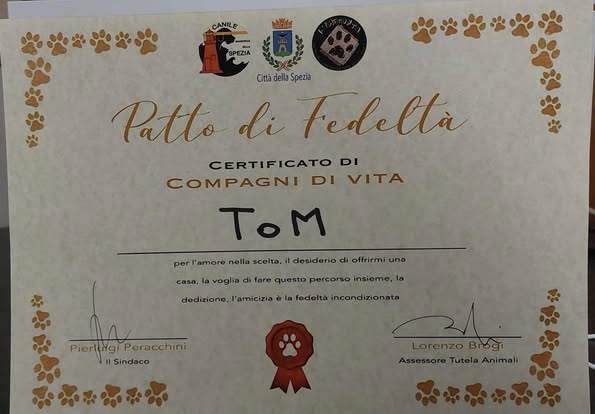 CANILE
SPEZIA
Città della Spezia
Patto di Fedeltà
CERTIFICATO DI
COMPAGNI DI VITA
ToM
per l'amore nella scelta, il desiderio di offrirmi una
casa, la voglia di fare questo percorso insieme, la
dedizione, l'amicizia è la fedeltà incondizionata
Pierluigi Peracchini
Il Sindaco
Lorenzo Brogi
Assessore Tutela Animali